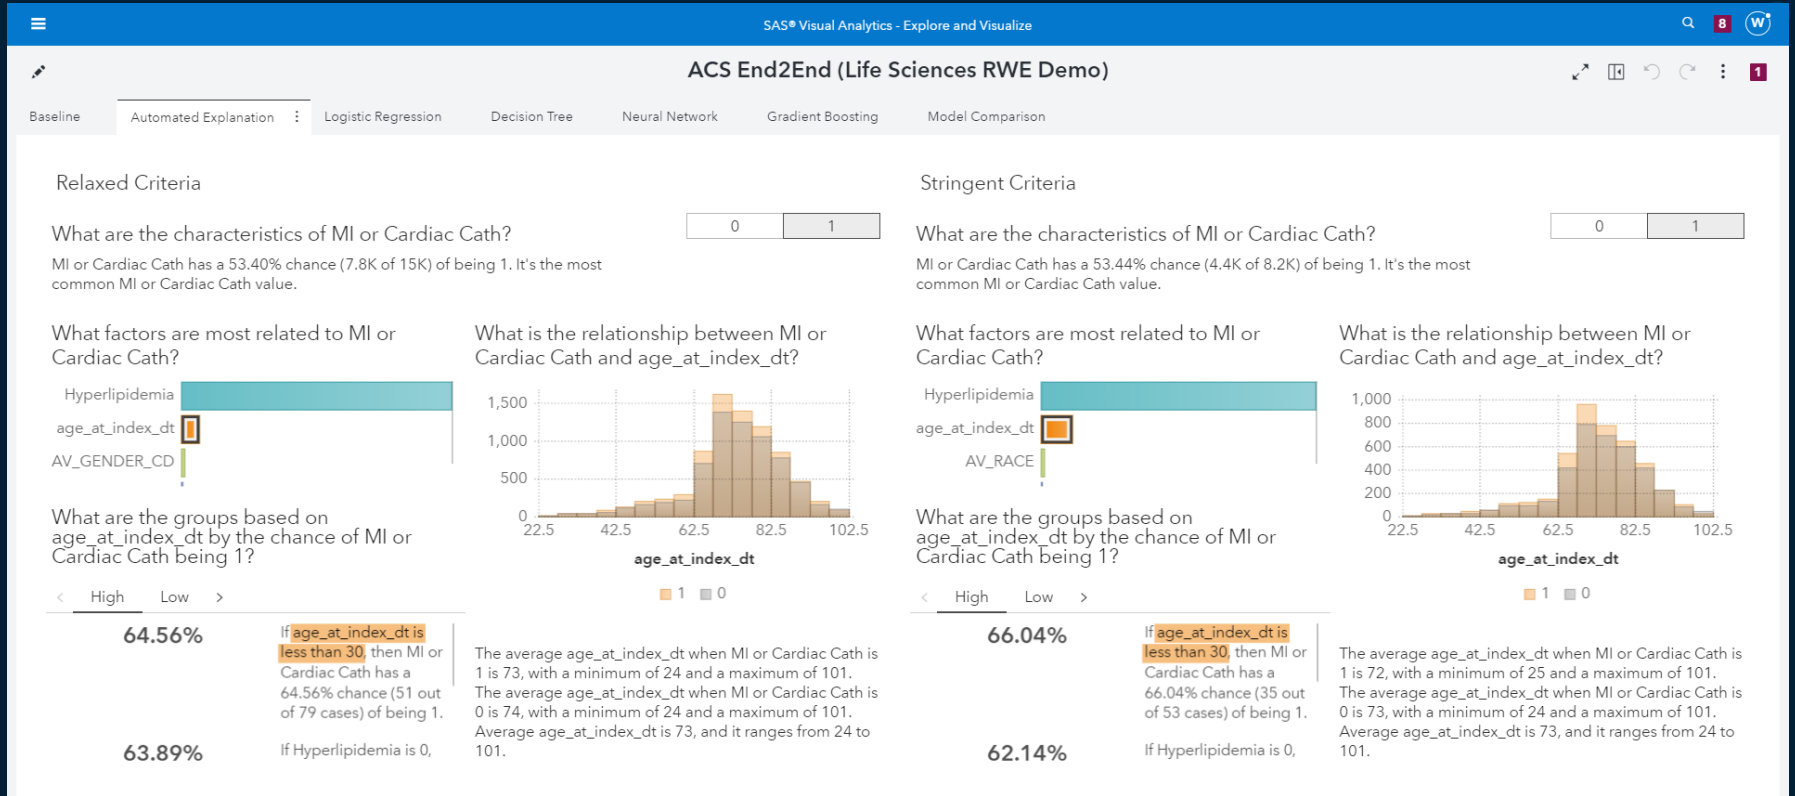 SAS® Visual Analytics - Explore and Visualize
8
W
ACS End2End (Life Sciences RWE Demo)
1
Baseline
Automated Explanation
Logistic Regression
Decision Tree
Neural Network
Gradient Boosting
Model Comparison
Relaxed Criteria
What are the characteristics of MI or Cardiac Cath?
0
1
MI or Cardiac Cath has a 53.40% chance (7.8K of 15K) of being 1. It's the most
common MI or Cardiac Cath value.
What factors are most related to MI or
Cardiac Cath?
Hyperlipidemia
age_at_index_dt
AV_GENDER_CD
What is the relationship between MI or
Cardiac Cath and age_at_index_dt?
1,500
1,000
500
0
22.5 42.5 62.5 82.5 102.5
age_at_index_dt
1 0
What are the groups based on
age_at_index_dt by the chance of MI or
Cardiac Cath being 1?
< High Low >
64.56%
If age_at_index_dt is
less than 30, then MI or
Cardiac Cath has a
64.56% chance (51 out
of 79 cases) of being 1.
63.89%
If Hyperlipidemia is 0,
The average age_at_index_dt when MI or Cardiac Cath is
1 is 73, with a minimum of 24 and a maximum of 101.
The average age_at_index_dt when MI or Cardiac Cath is
0 is 74, with a minimum of 24 and a maximum of 101.
Average age_at_index_dt is 73, and it ranges from 24 to
101.
Stringent Criteria
What are the characteristics of MI or Cardiac Cath?
0
1
MI or Cardiac Cath has a 53.44% chance (4.4K of 8.2K) of being 1. It's the most
common MI or Cardiac Cath value.
What factors are most related to MI or
Cardiac Cath?
Hyperlipidemia
age_at_index_dt
AV_RACE
What is the relationship between MI or
Cardiac Cath and age_at_index_dt?
1,000
800
600
400
200
0
22.5 42.5 62.5 82.5 102.5
age_at_index_dt
1 0
What are the groups based on
age_at_index_dt by the chance of MI or
Cardiac Cath being 1?
< High Low >
66.04%
If age_at_index_dt is
less than 30, then MI or
Cardiac Cath has a
66.04% chance (35 out
of 53 cases) of being 1.
62.14%
If Hyperlipidemia is 0,
The average age_at_index_dt when MI or Cardiac Cath is
1 is 72, with a minimum of 25 and a maximum of 101.
The average age_at_index_dt when MI or Cardiac Cath is
0 is 73, with a minimum of 24 and a maximum of 101.
Average age_at_index_dt is 73, and it ranges from 24 to
101.